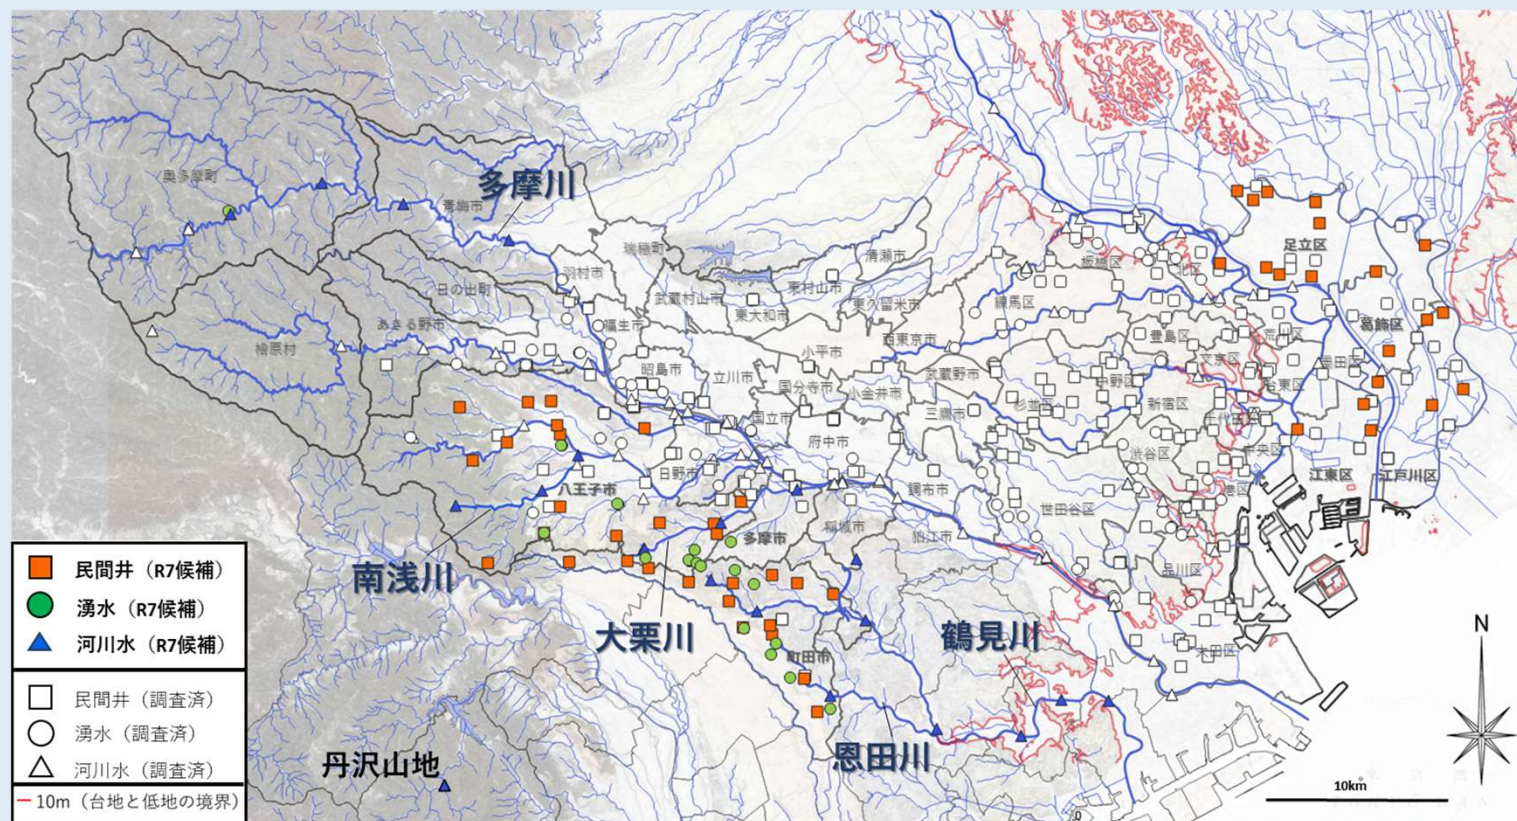 多摩川
奥多摩町
青梅市
瑞穂町
清瀬市
羽村市
日の出町
武蔵村山市
東村山市
東大和市
東久留米市
板橋区
北区
足立区
練馬区
あきる野市
福生市
檜原村
西東京市
豊島区
荒川区
葛飾区
昭島市
立川市
小平市
国分寺市
小金井市
武蔵野市
中野区
文京区
台東区
墨田区
杉並区
新宿区
千代田区
国立市
三鷹市
府中市
渋谷区
中央区
日野市
八王子市
調布市
世田谷区
港区
江東区
江戸川区
多摩市
稲城市
狛江市
品川区
南浅川
大栗川
鶴見川
町田市
大田区
恩田川
丹沢山地
民間井（R7候補）
湧水（R7候補）
河川水（R7候補）
民間井（調査済）
湧水（調査済）
河川水（調査済）
10m（台地と低地の境界）
N
10km